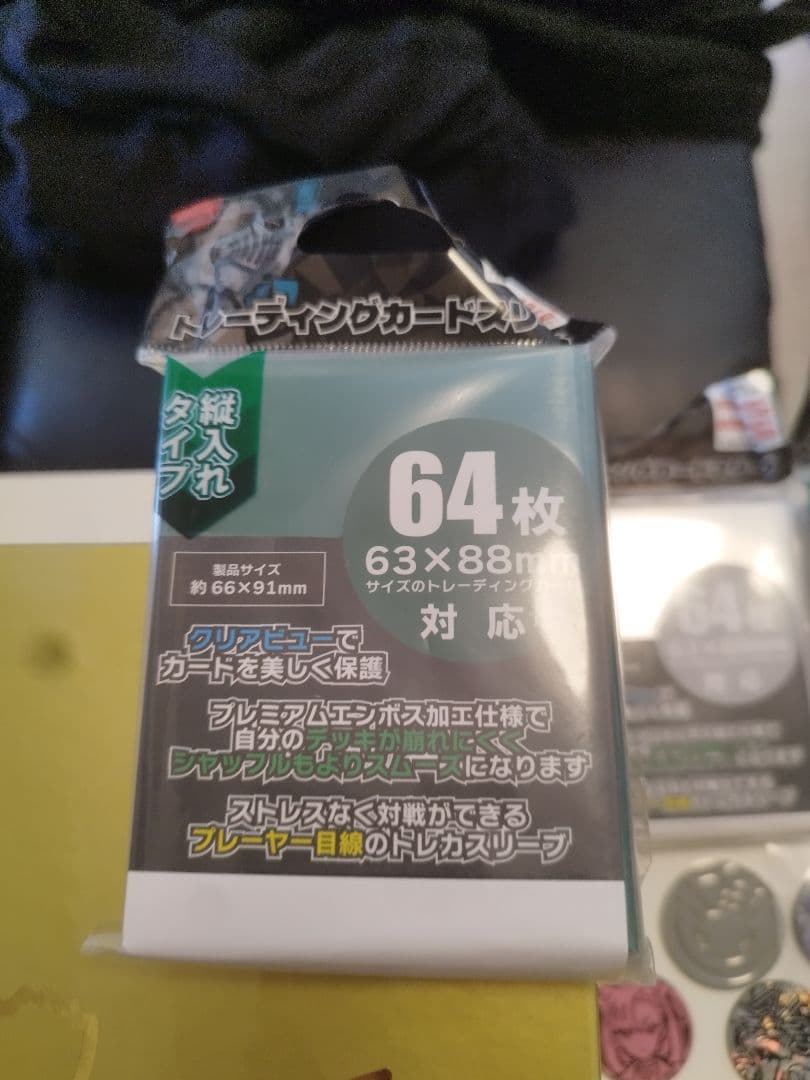 トレーディングカードスリ
縦入れ
タイプ
64枚
63×88mm
サイズのトレーディングカード
対応
製品サイズ
約66×91mm
クリアビューで
カードを美しく保護
プレミアムエンボス加工仕様で
自分のデッキが崩れにくく
シャッフルもよりスムーズになります
ストレスなく対戦ができる
プレーヤー目線のトレカスリーブ
64